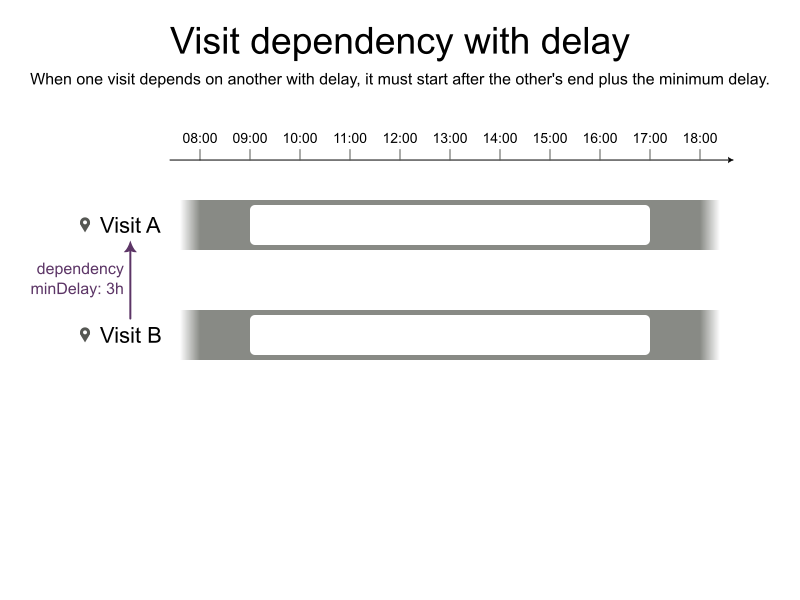 Visit dependency with delay
When one visit depends on another with delay, it must start after the other's end plus the minimum delay.
08:00 09:00 10:00 11:00 12:00 13:00 14:00 15:00 16:00 17:00 18:00
Visit A
dependency
minDelay: 3h
Visit B